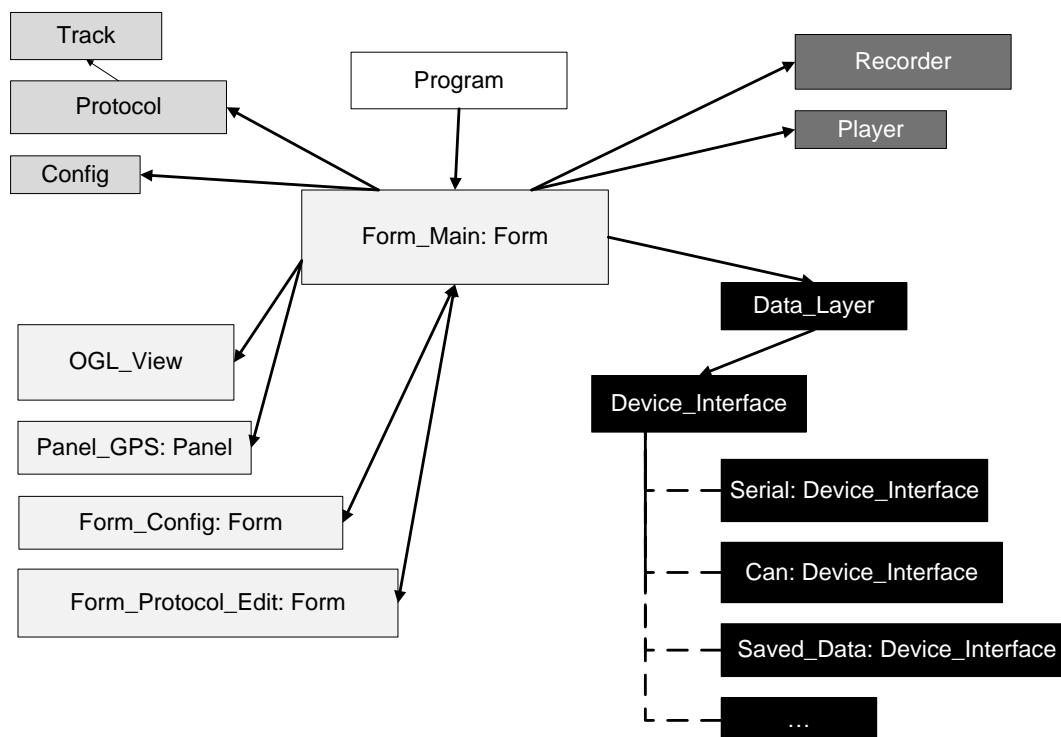 Track
Protocol
Config
Program
Recorder
Player
Form_Main: Form
Data_Layer
OGL_View
Device_Interface
Panel_GPS: Panel
Serial: Device_Interface
Form_Config: Form
Can: Device_Interface
Form_Protocol_Edit: Form
Saved_Data: Device_Interface
…